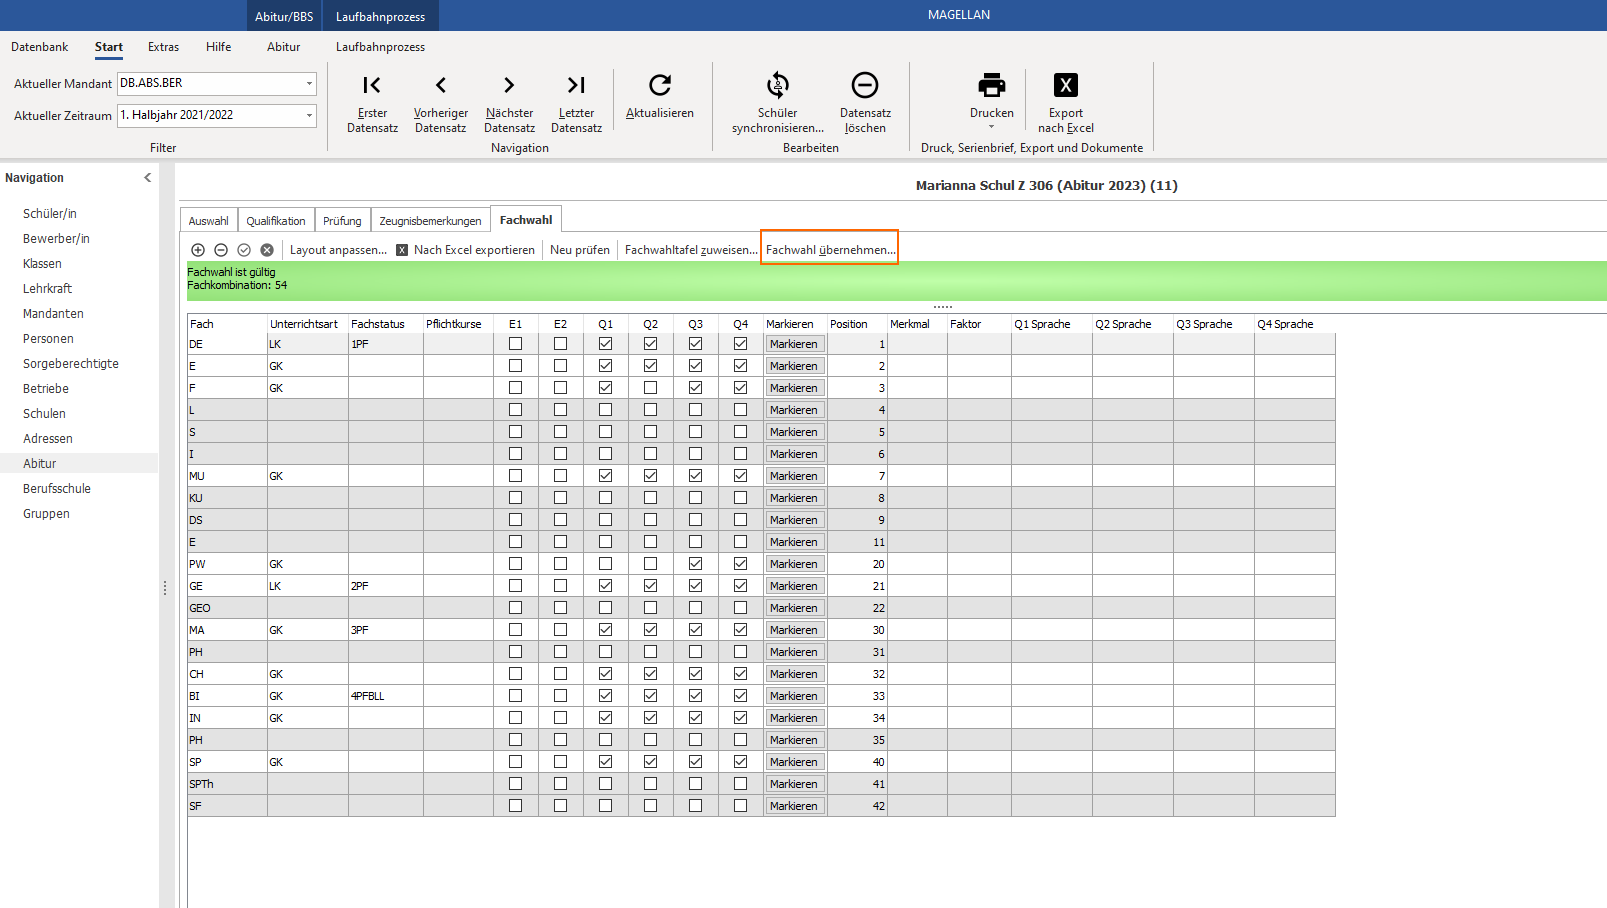 Abitur/BBS Laufbahnprozess MAGELLAN
Datenbank Start Extras Hilfe Abitur Laufbahnprozess
Aktueller Mandant DB.ABS.BER
Aktueller Zeitraum 1. Halbjahr 2021/2022
Filter
Erster Datensatz
Vorheriger Datensatz
Nächster Datensatz
Letzter Datensatz
Aktualisieren
Navigation
Schüler synchronisieren...
Datensatz löschen
Bearbeiten
Drucken
X
Export nach Excel
Druck, Serienbrief, Export und Dokumente
Navigation
Schüler/in
Bewerber/in
Klassen
Lehrkraft
Mandanten
Personen
Sorgeberechtigte
Betriebe
Schulen
Adressen
Abitur
Berufsschule
Gruppen
Marianna Schul Z 306 (Abitur 2023) (11)
Auswahl Qualifikation Prüfung Zeugnisbemerkungen Fachwahl
Layout anpassen... X Nach Excel exportieren Neu prüfen Fachwahltafel zuweisen... Fachwahl übernehmen...
Fachwahl ist gültig
Fachkombination: 54
Fach Unterrichtsart Fachstatus Pflichtkurse E1 E2 Q1 Q2 Q3 Q4 Markieren Position Merkmal Faktor Q1 Sprache Q2 Sprache Q3 Sprache Q4 Sprache
DE LK 1PF Markieren 1
E GK Markieren 2
F GK Markieren 3
L Markieren 4
S Markieren 5
I Markieren 6
MU GK Markieren 7
KU Markieren 8
DS Markieren 9
E Markieren 11
PW GK Markieren 20
GE LK 2PF Markieren 21
GEO Markieren 22
MA GK 3PF Markieren 30
PH Markieren 31
CH GK Markieren 32
BI GK 4PFBLL Markieren 33
IN GK Markieren 34
PH Markieren 35
SP GK Markieren 40
SPTh Markieren 41
SF Markieren 42